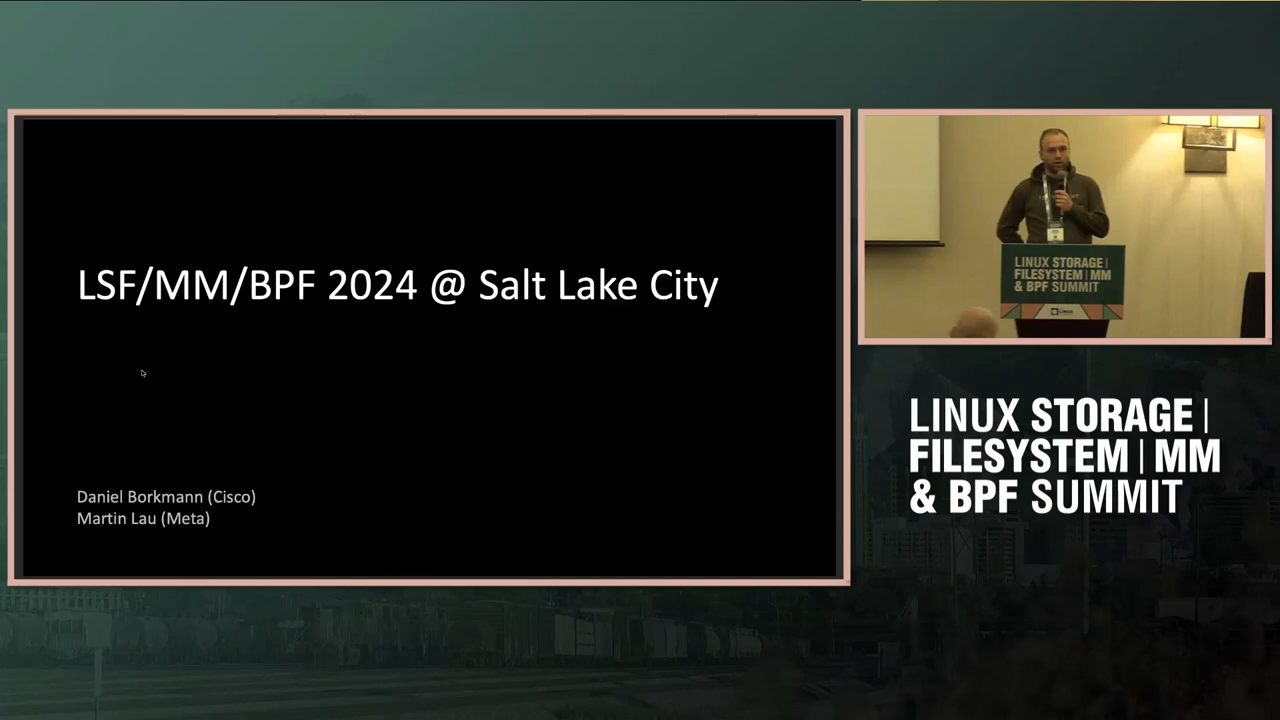 LSF/MM/BPF 2024 @ Salt Lake City
Daniel Borkmann (Cisco)
Martin Lau (Meta)
LINUX STORAGE |
FILESYSTEM | MM
& BPF SUMMIT
LINUX STORAGE |
FILESYSTEM | MM
& BPF SUMMIT